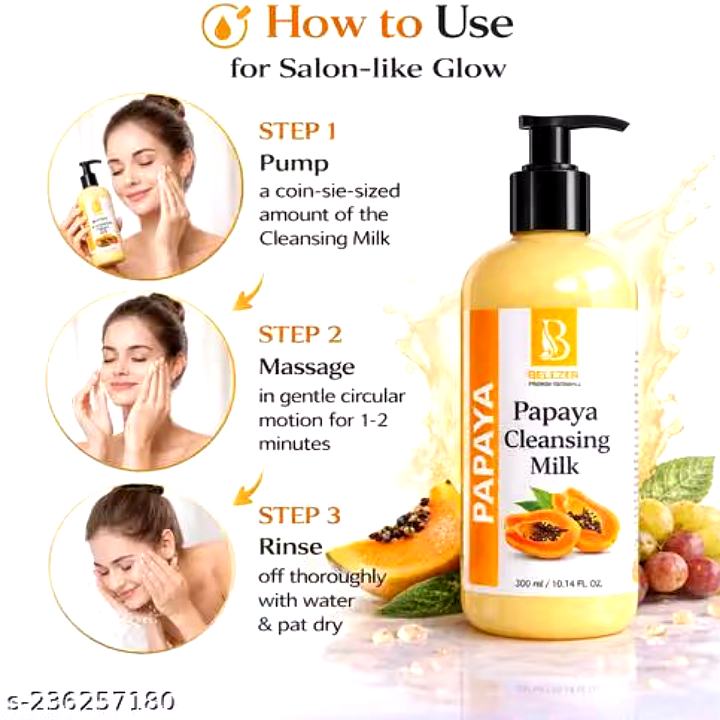 How to Use
for Salon-like Glow
STEP 1
Pump
a coin-sie-sized
amount of the
Cleansing Milk
STEP 2
Massage
in gentle circular
motion for 1-2
minutes
STEP 3
Rinse
off thoroughly
with water
& pat dry
PAPAYA
B
Papaya
Cleansing
Milk
300 ml / 10.14 FL OZ.
s-236257180